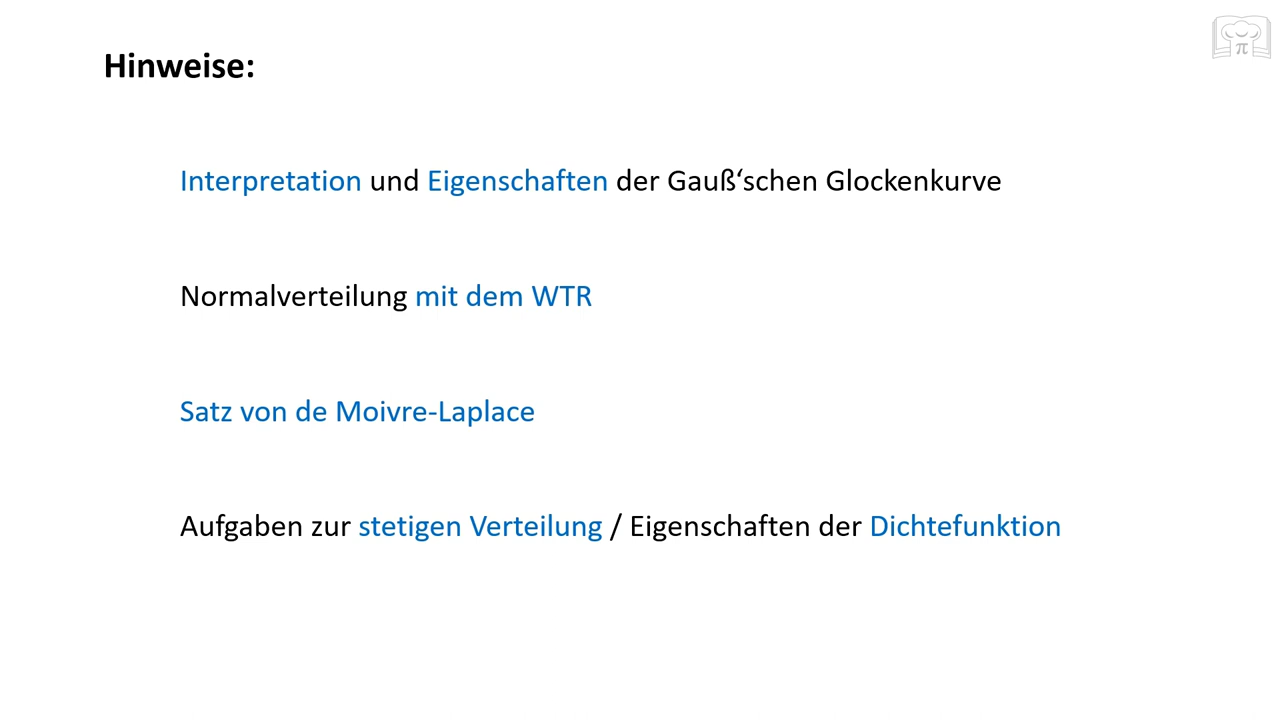 Hinweise:
Interpretation und Eigenschaften der Gauß‘schen Glockenkurve
Normalverteilung mit dem WTR
Satz von de Moivre-Laplace
Aufgaben zur stetigen Verteilung / Eigenschaften der Dichtefunktion
π